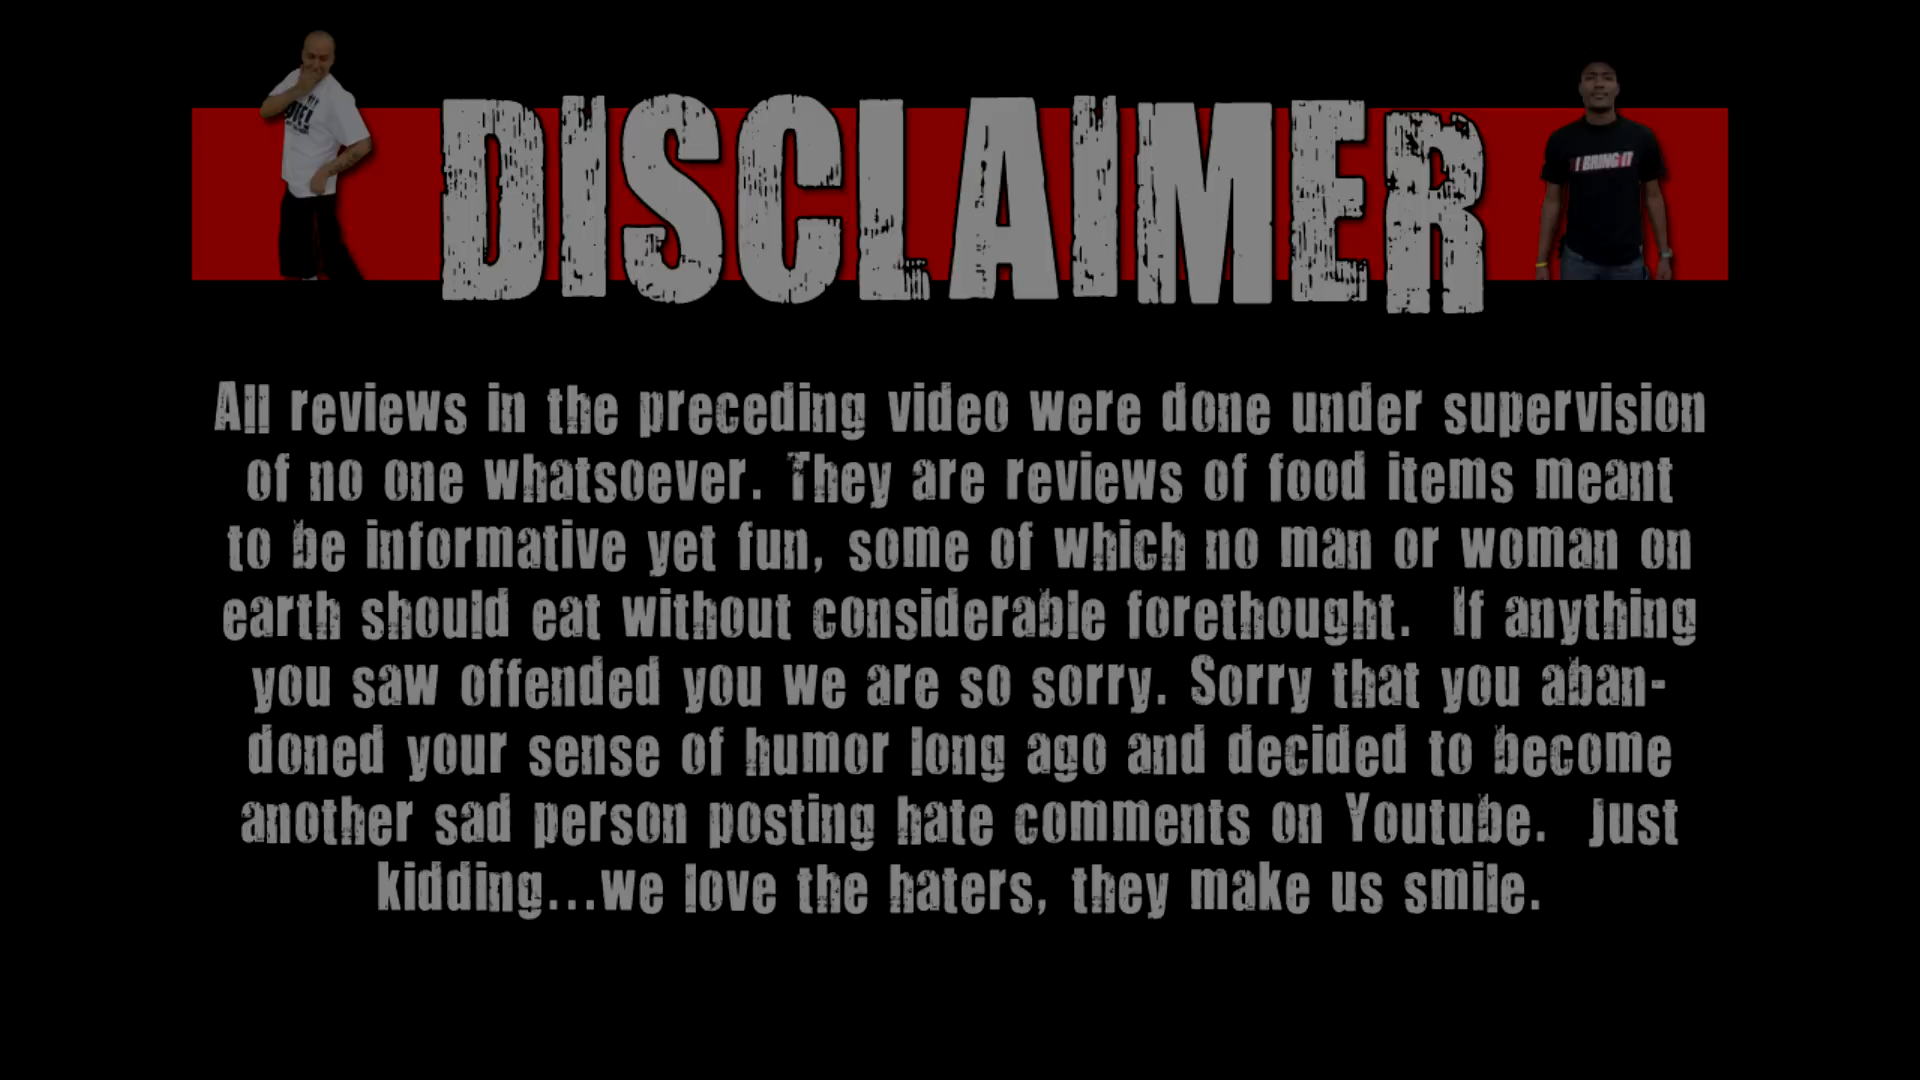 DISCLAIMER
DIET
I BRING IT
All reviews in the preceding video were done under supervision
of no one whatsoever. They are reviews of food items meant
to be informative yet fun, some of which no man or woman on
earth should eat without considerable forethought. If anything
you saw offended you we are so sorry. Sorry that you aban-
doned your sense of humor long ago and decided to become
another sad person posting hate comments on Youtube. Just
kidding...we love the haters, they make us smile.